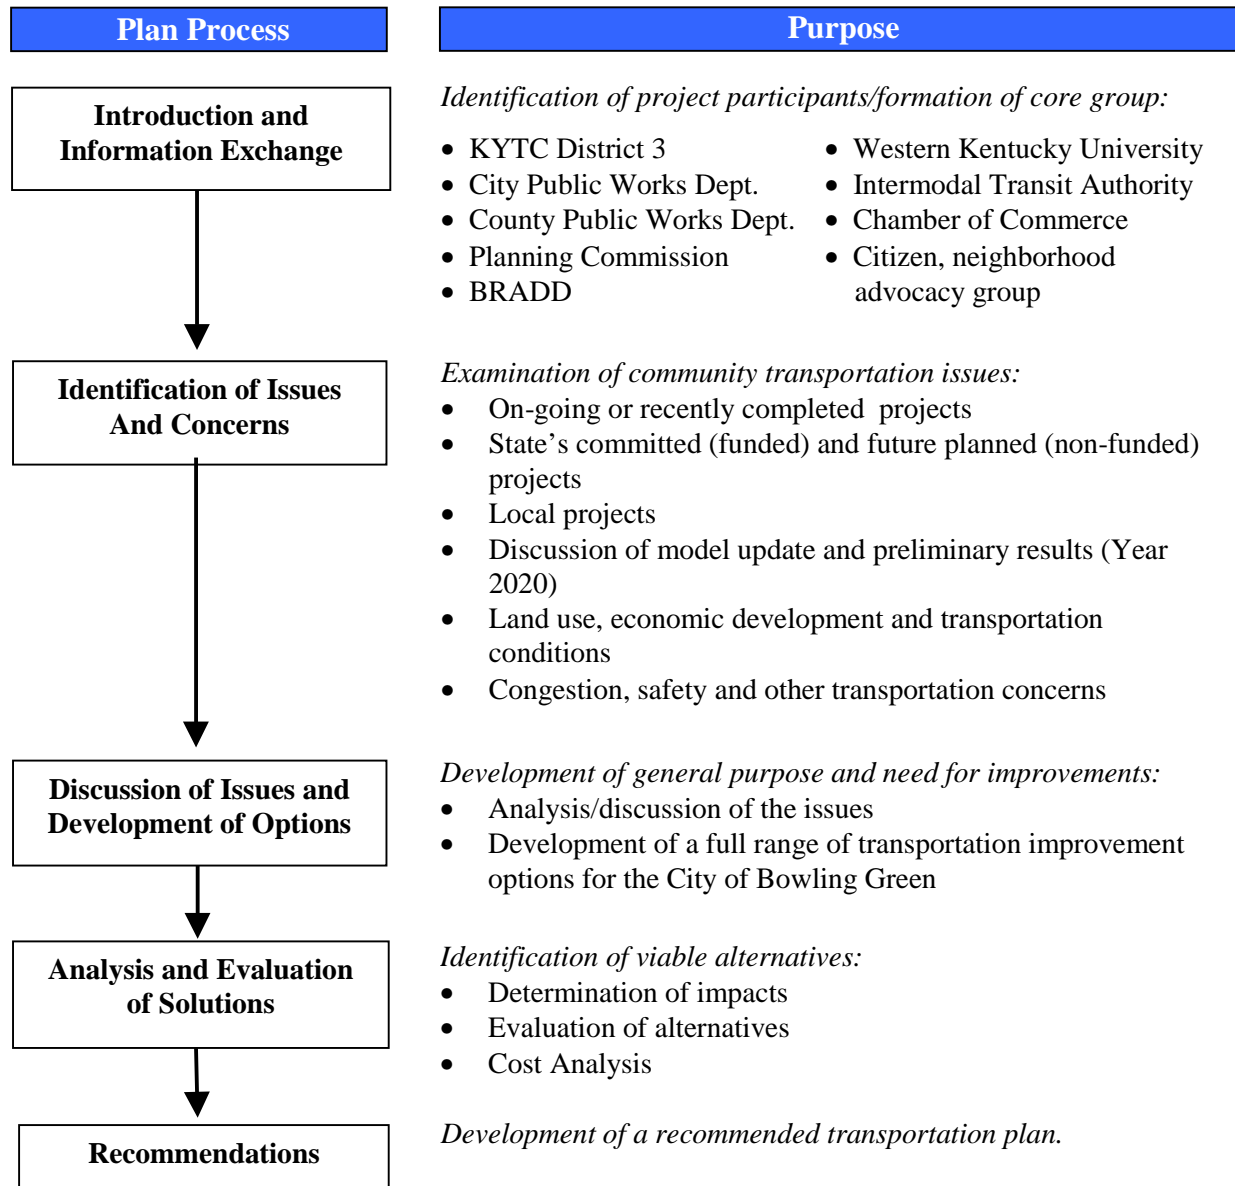 Plan Process
Purpose
Introduction and
Information Exchange
Identification of project participants/formation of core group:
• KYTC District 3
• City Public Works Dept.
• County Public Works Dept.
• Planning Commission
• BRADD
• Western Kentucky University
• Intermodal Transit Authority
• Chamber of Commerce
• Citizen, neighborhood
advocacy group
Identification of Issues
And Concerns
Examination of community transportation issues:
• On-going or recently completed projects
• State’s committed (funded) and future planned (non-funded)
projects
• Local projects
• Discussion of model update and preliminary results (Year
2020)
• Land use, economic development and transportation
conditions
• Congestion, safety and other transportation concerns
Discussion of Issues and
Development of Options
Development of general purpose and need for improvements:
• Analysis/discussion of the issues
• Development of a full range of transportation improvement
options for the City of Bowling Green
Analysis and Evaluation
of Solutions
Identification of viable alternatives:
• Determination of impacts
• Evaluation of alternatives
• Cost Analysis
Recommendations
Development of a recommended transportation plan.